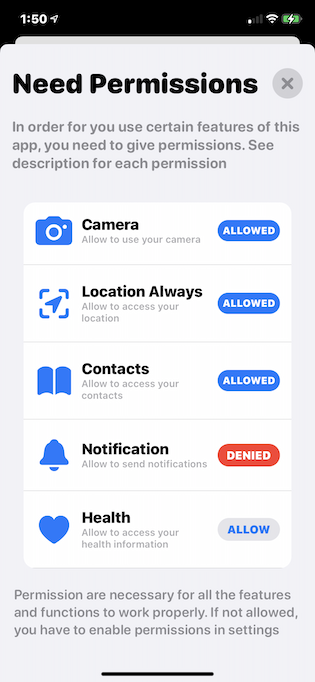 1:50
Need Permissions
In order for you use certain features of this
app, you need to give permissions. See
description for each permission
Camera
Allow to use your camera
ALLOWED
Location Always
Allow to access your
location
ALLOWED
Contacts
Allow to access your
contacts
ALLOWED
Notification
Allow to send notifications
DENIED
Health
Allow to access your
health information
ALLOW
Permission are necessary for all the features
and functions to work properly. If not allowed,
you have to enable permissions in settings